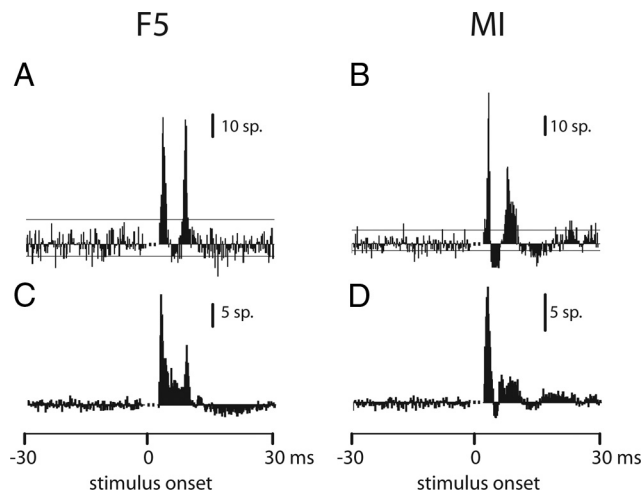 F5 MI
A B
10 sp. 10 sp.
C D
5 sp. 5 sp.
-30 0 30 ms -30 0 30 ms
stimulus onset stimulus onset